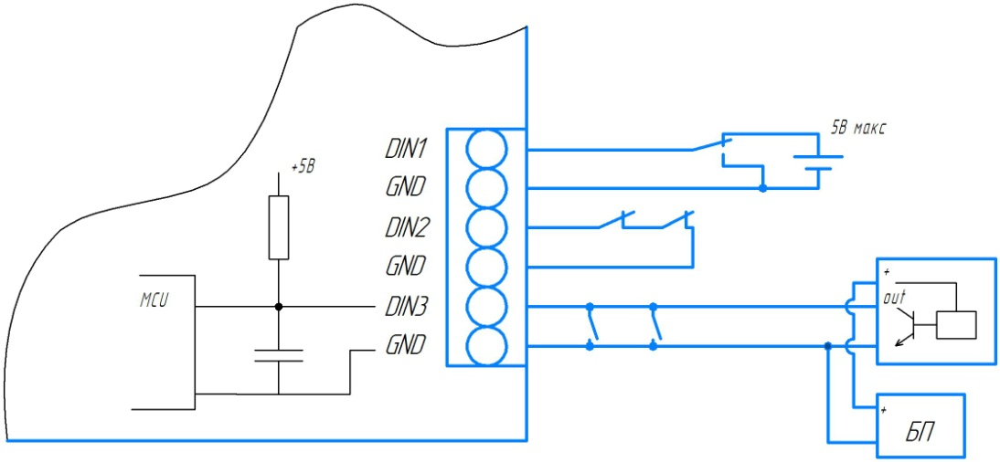 5В макс
DIN1
+5В
GND
DIN2
GND
+
MCU
DIN3
out
GND
+
БП